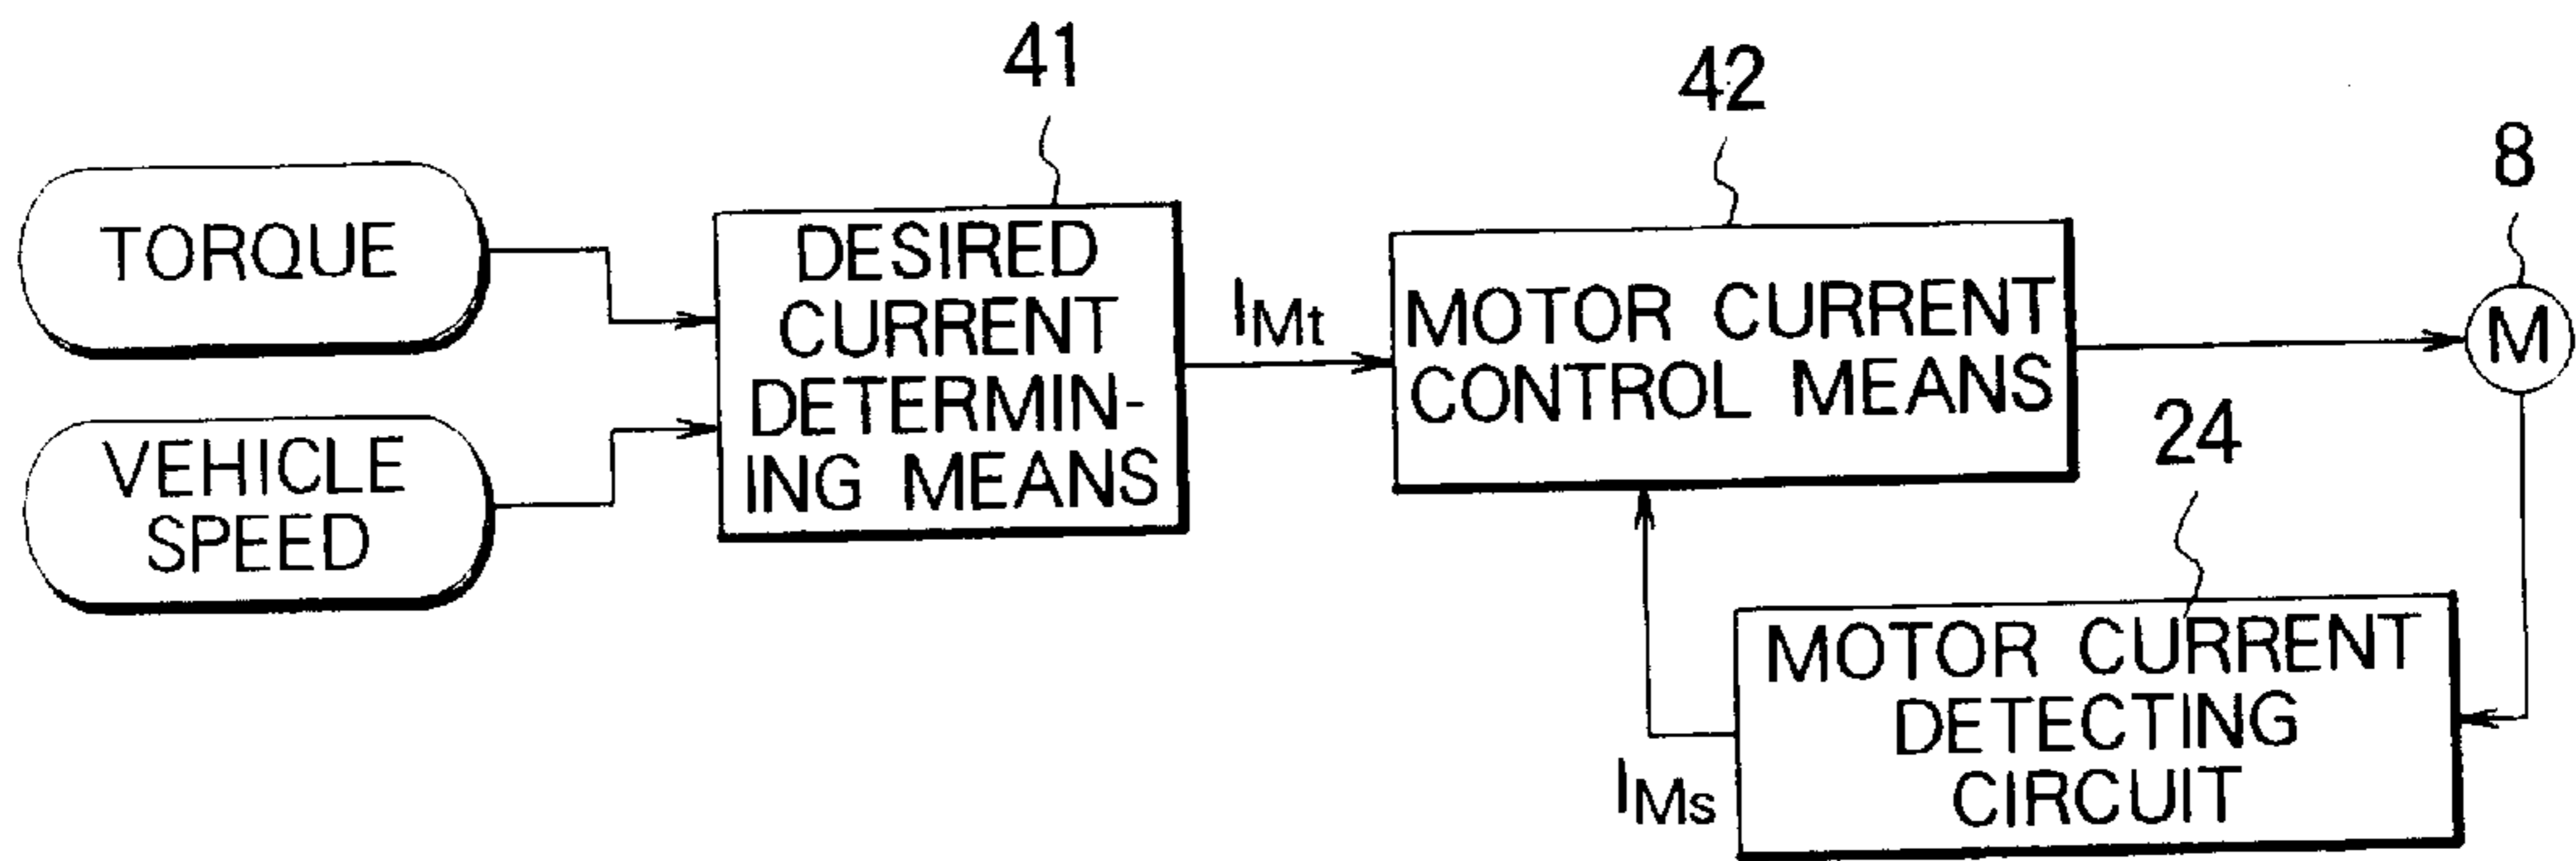 41
42
8
TORQUE
DESIRED
CURRENT
DETERMIN-
ING MEANS
IMt
MOTOR CURRENT
CONTROL MEANS
M
VEHICLE
SPEED
24
MOTOR CURRENT
DETECTING
CIRCUIT
IMs